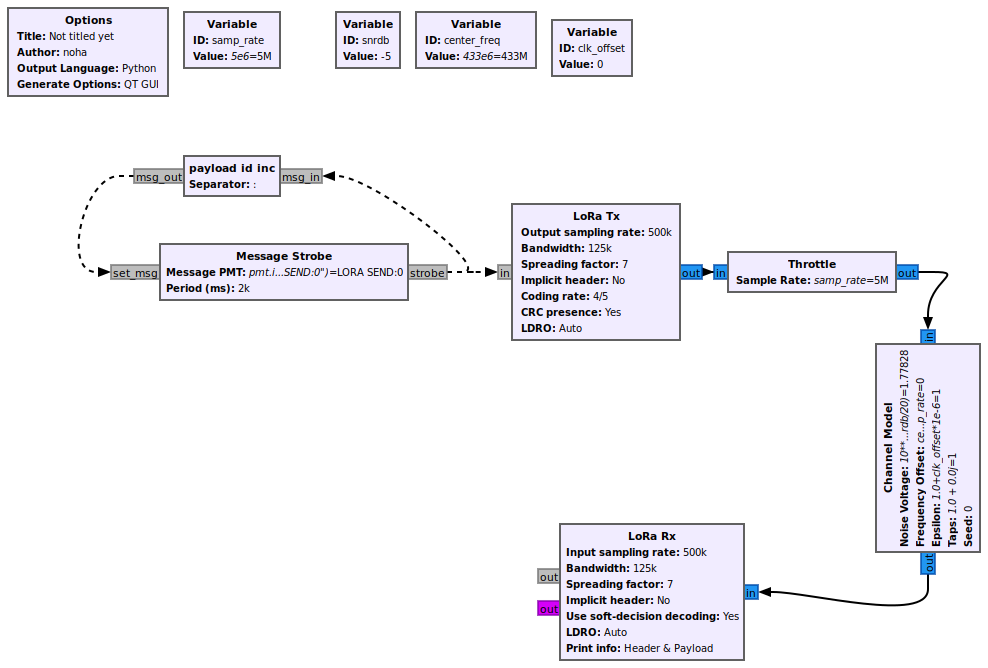 Options
Title: Not titled yet
Author: noha
Output Language: Python
Generate Options: QT GUI
Variable
ID: samp_rate
Value: 5e6=5M
Variable
ID: snrdb
Value: -5
Variable
ID: center_freq
Value: 433e6=433M
Variable
ID: clk_offset
Value: 0
msg_out
payload id inc
Separator: :
msg_in
set_msg
Message Strobe
Message PMT: pmt.i...SEND:0")=LORA SEND:0
Period (ms): 2k
strobe
in
LoRa Tx
Output sampling rate: 500k
Bandwidth: 125k
Spreading factor: 7
Implicit header: No
Coding rate: 4/5
CRC presence: Yes
LDRO: Auto
out
in
Throttle
Sample Rate: samp_rate=5M
out
in
Channel Model
Noise Voltage: 10**...rdb/20)=1.77828
Frequency Offset: ce...p_rate=0
Epsilon: 1.0+clk_offset*1e-6=1
Taps: 1.0 + 0.0j=1
Seed: 0
out
out
out
LoRa Rx
Input sampling rate: 500k
Bandwidth: 125k
Spreading factor: 7
Implicit header: No
Use soft-decision decoding: Yes
LDRO: Auto
Print info: Header & Payload
in